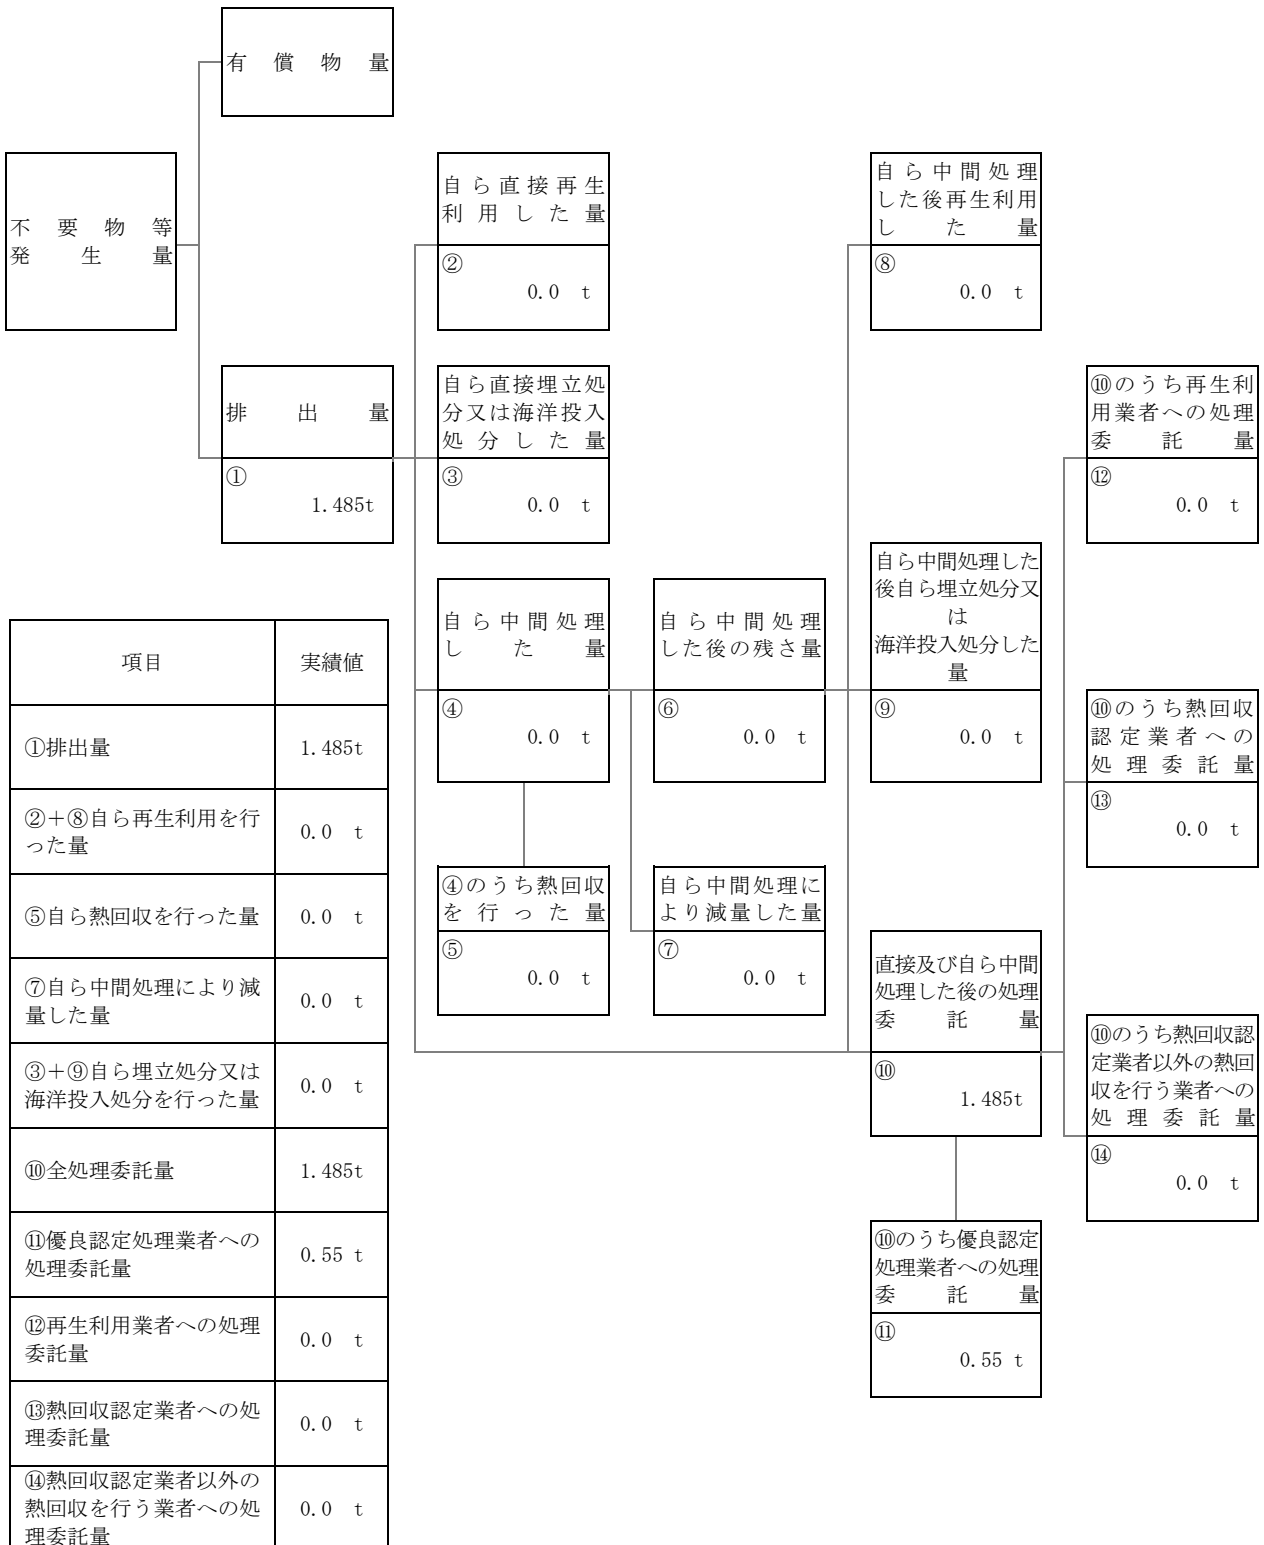 有償物量
不要物等
発生量
自ら直接再生
利用した量
②
0.0 t
自ら中間処理
した後再生利用
した量
⑧
0.0 t
排出量
①
1.485t
自ら直接埋立処
分又は海洋投入
処分した量
③
0.0 t
⑩のうち再生利
用業者への処理
委託量
⑫
0.0 t
自ら中間処理
した量
④
0.0 t
自ら中間処理
した後の残さ量
⑥
0.0 t
自ら中間処理した
後自ら埋立処分又
は
海洋投入処分した
量
⑨
0.0 t
⑩のうち熱回収
認定業者への
処理委託量
⑬
0.0 t
④のうち熱回収
を行った量
⑤
0.0 t
自ら中間処理に
より減量した量
⑦
0.0 t
直接及び自ら中間
処理した後の処理
委託量
⑩
1.485t
⑩のうち熱回収認
定業者以外の熱回
収を行う業者への
処理委託量
⑭
0.0 t
⑩のうち優良認定
処理業者への処理
委託量
⑪
0.55 t
項目 実績値
①排出量 1.485t
②+⑧自ら再生利用を行
った量
0.0 t
⑤自ら熱回収を行った量 0.0 t
⑦自ら中間処理により減
量した量
0.0 t
③+⑨自ら埋立処分又は
海洋投入処分を行った量
0.0 t
⑩全処理委託量 1.485t
⑪優良認定処理業者への
処理委託量
0.55 t
⑫再生利用業者への処理
委託量
0.0 t
⑬熱回収認定業者への処
理委託量
0.0 t
⑭熱回収認定業者以外の
熱回収を行う業者への処
理委託量
0.0 t